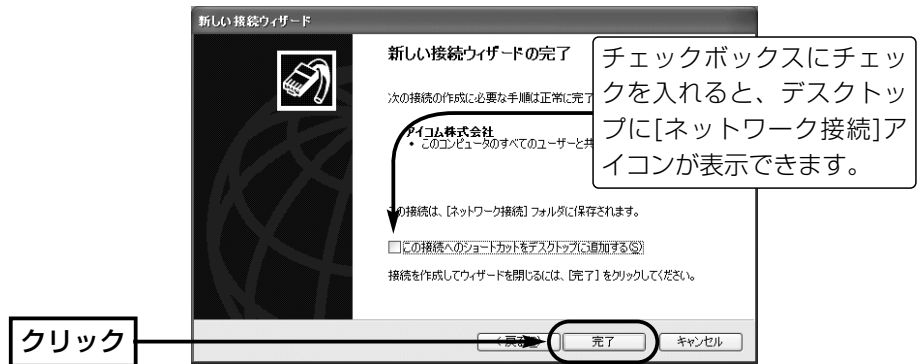 新しい接続ウィザード
新しい接続ウィザードの完了
次の接続の作成に必要な手順は正常に完了
アイコム株式会社
• このコンピュータのすべてのユーザーと共
この接続は、[ネットワーク接続] フォルダに保存されます。
この接続へのショートカットをデスクトップに追加する(S)
接続を作成してウィザードを閉じるには、[完了] をクリックしてください。
チェックボックスにチェッ
クを入れると、デスクトッ
プに[ネットワーク接続]ア
イコンが表示できます。
クリック
< 戻る
完了
キャンセル